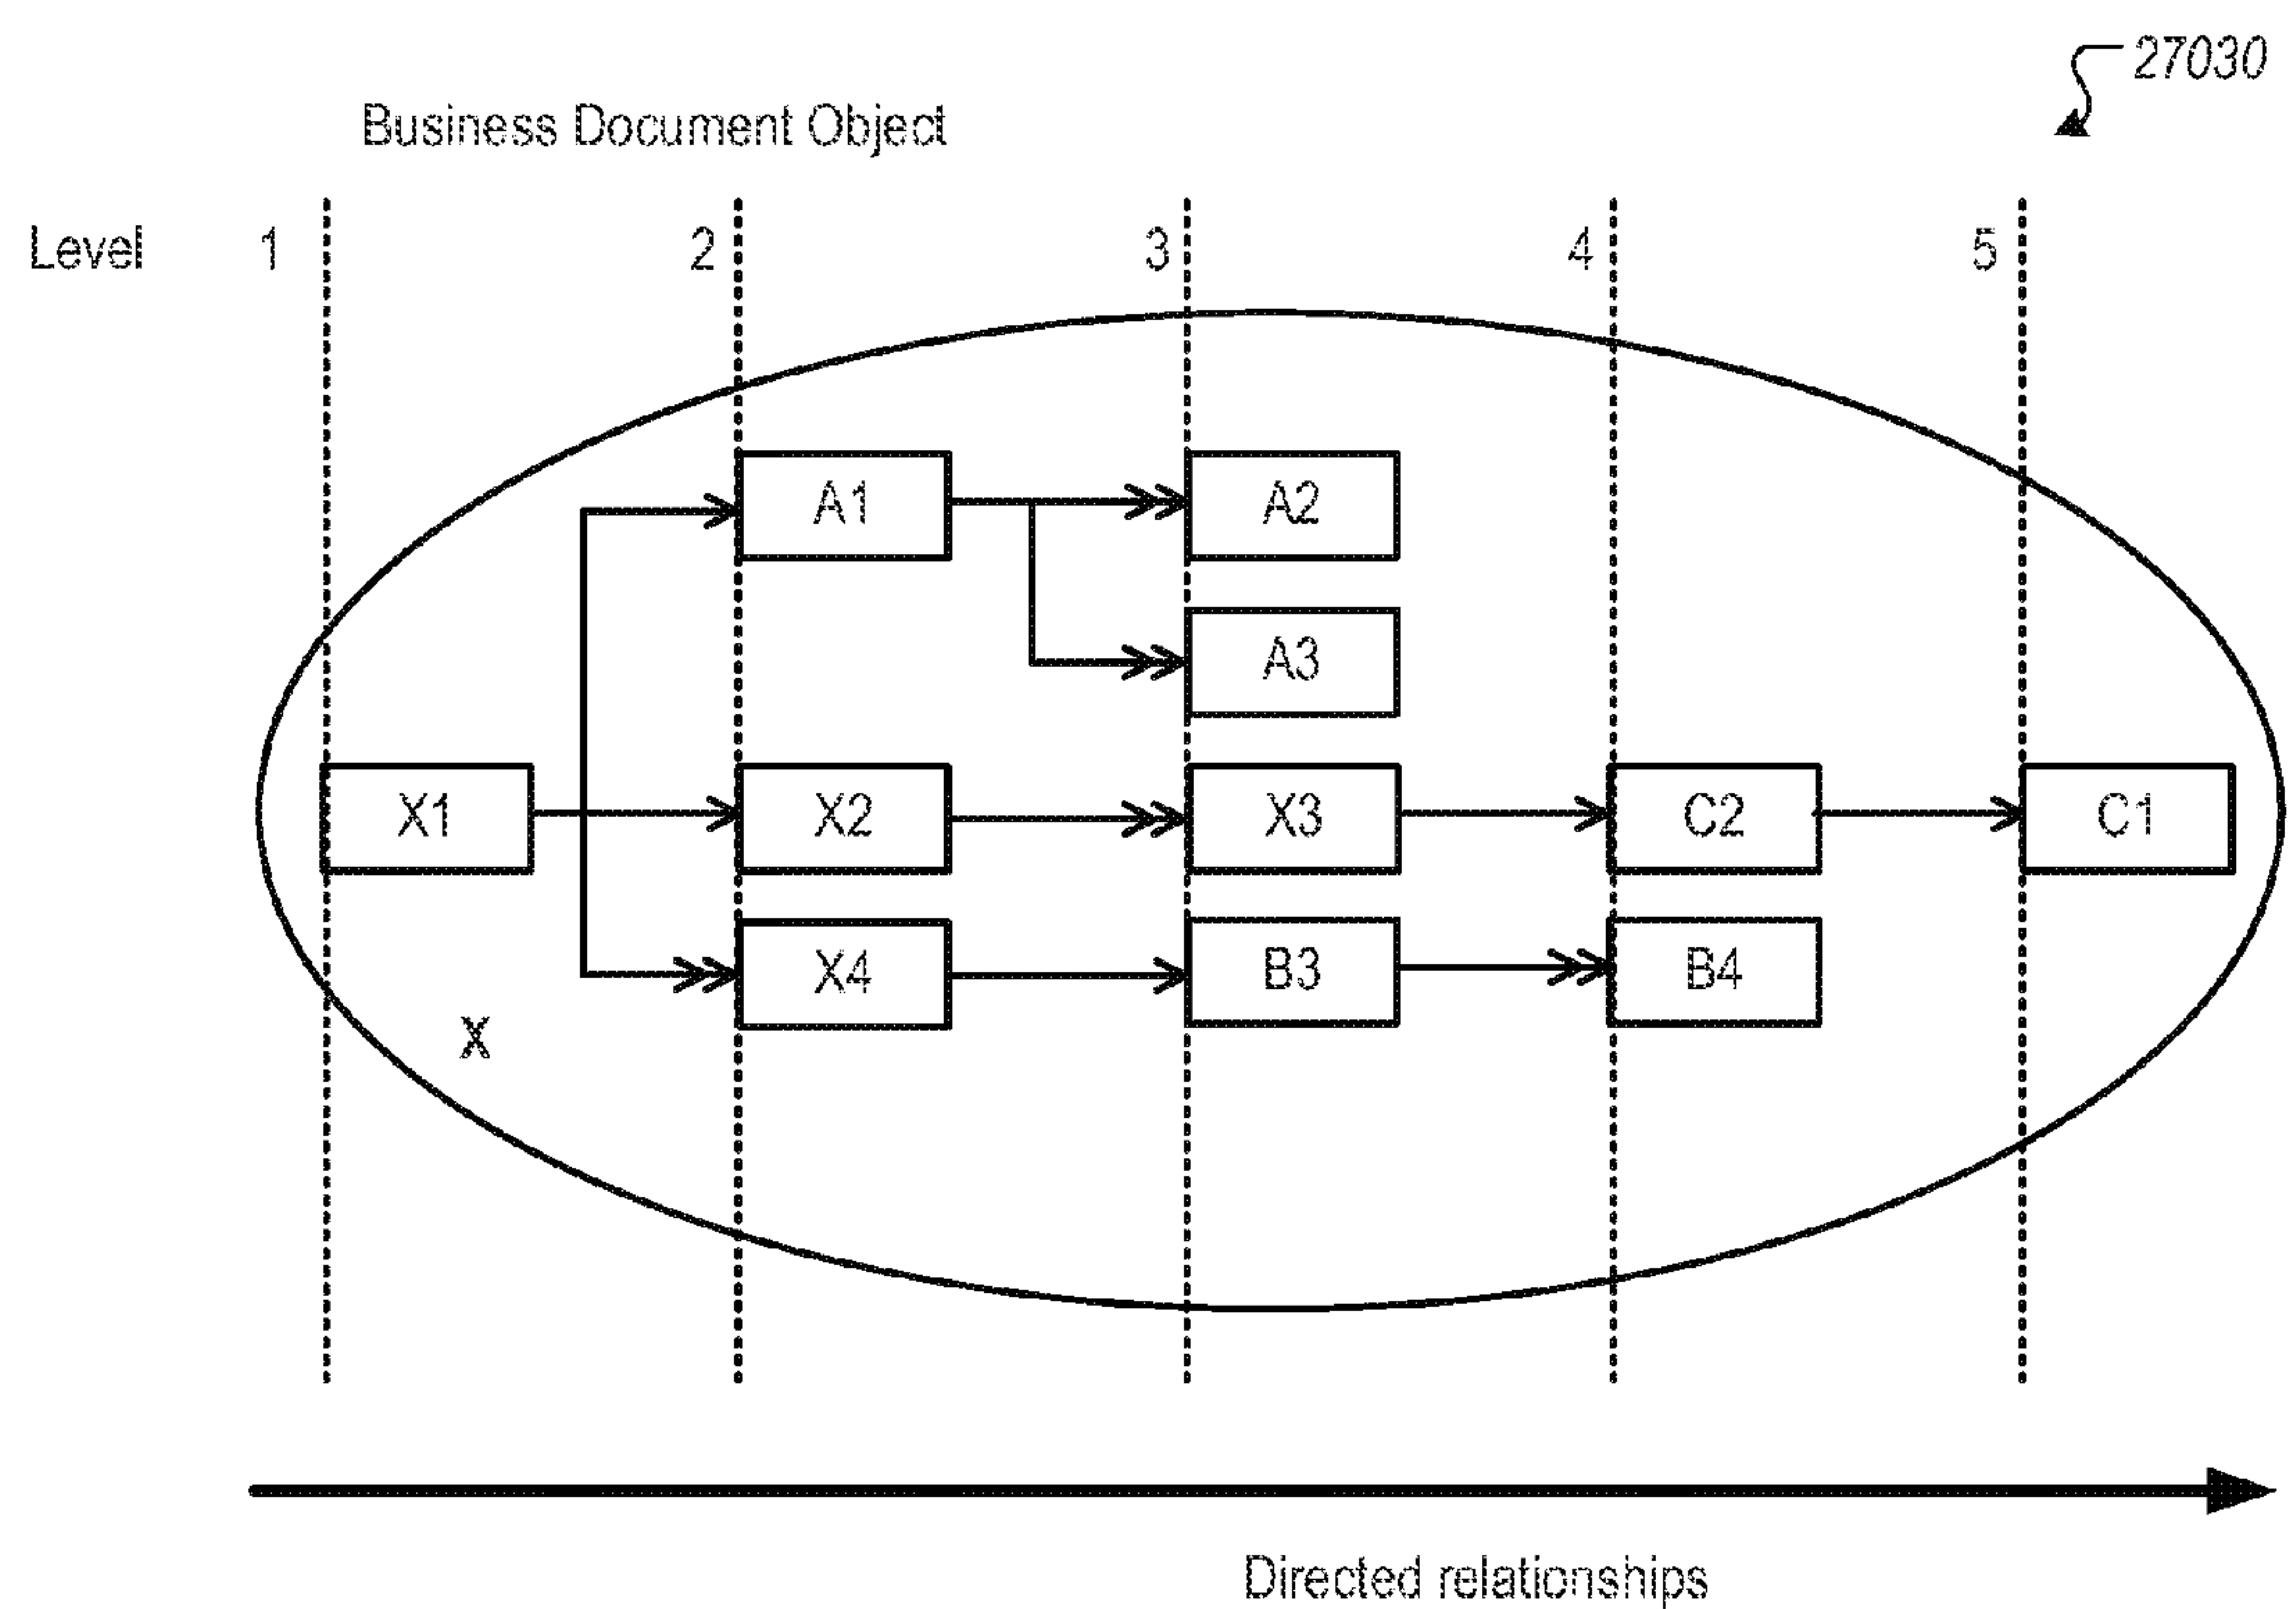 27030
Business Document Object
Level 1 2 3 4 5
A1 A2
A3
X1 X2 X3 C2 C1
X4 B3 B4
X
Directed relationships